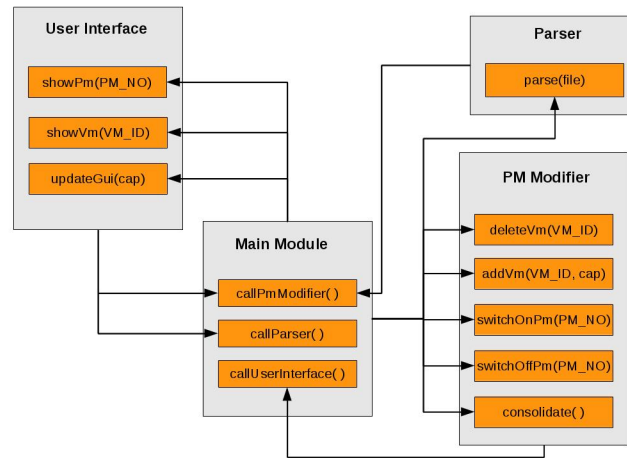 User Interface
showPm(PM_NO)
showVm(VM_ID)
updateGui(cap)
Main Module
callPmModifier( )
callParser( )
callUserInterface( )
Parser
parse(file)
PM Modifier
deleteVm(VM_ID)
addVm(VM_ID, cap)
switchOnPm(PM_NO)
switchOffPm(PM_NO)
consolidate( )